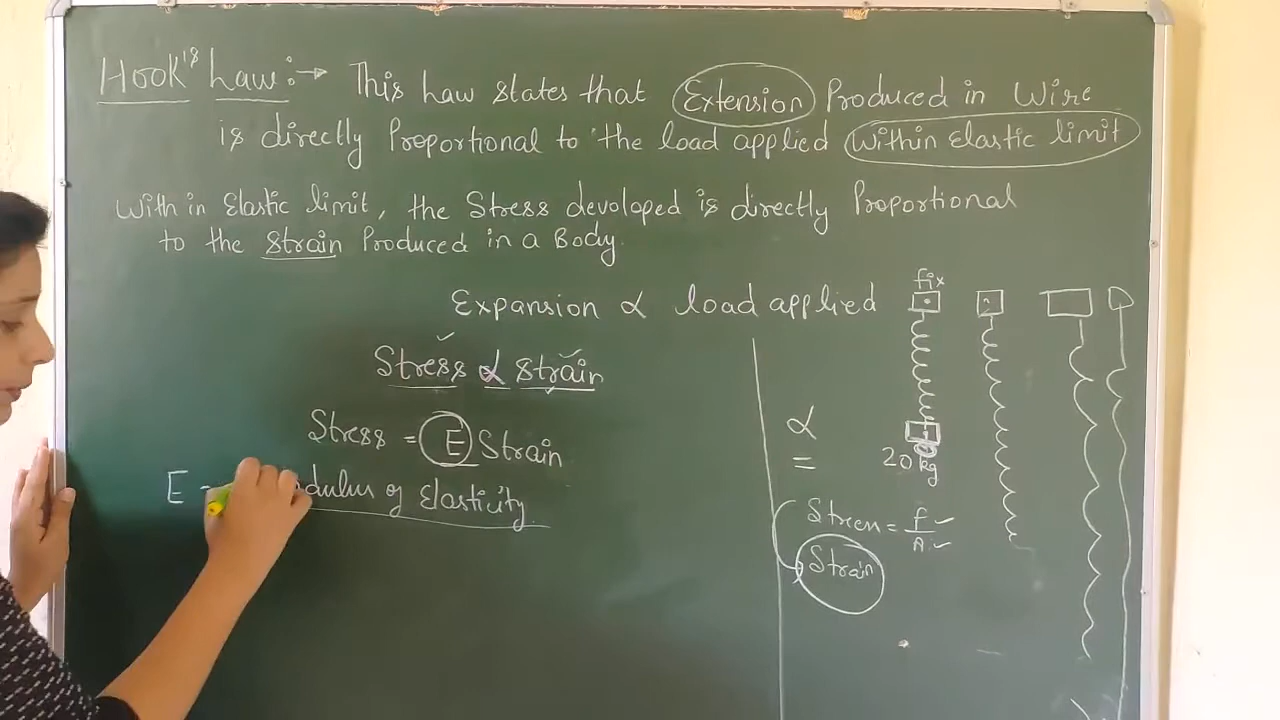 Hook's Law :→ This Law states that Extension Produced in Wire
is directly Proportional to the load applied within elastic limit
With in Elastic limit, the Stress devoloped is directly Proportional
to the Strain Produced in a Body.
Expansion ∝ load applied
Stress ∝ strain
Stress = E Strain
E = Modulus of Elasticity
fix
∝
=
20 kg
Stress = F/A
Strain